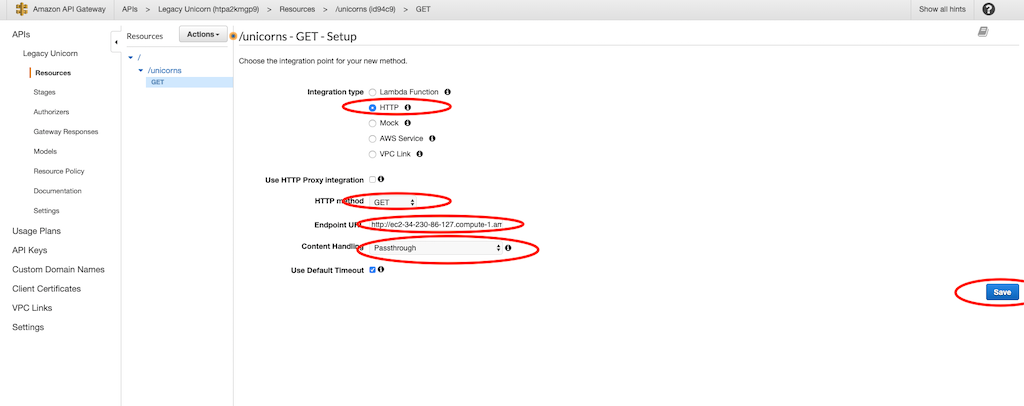 Amazon API Gateway APIs > Legacy Unicorn (htpa2kmgp9) > Resources > /unicorns (id94c9) > GET Show all hints ?
APIs
Legacy Unicorn
Resources
Stages
Authorizers
Gateway Responses
Models
Resource Policy
Documentation
Settings
Usage Plans
API Keys
Custom Domain Names
Client Certificates
VPC Links
Settings
Resources Actions
/
/unicorns
GET
/unicorns - GET - Setup
Choose the integration point for your new method.
Integration type Lambda Function
HTTP
Mock
AWS Service
VPC Link
Use HTTP Proxy integration
HTTP method GET
Endpoint URL http://ec2-34-230-86-127.compute-1.am
Content Handling Passthrough
Use Default Timeout
Save